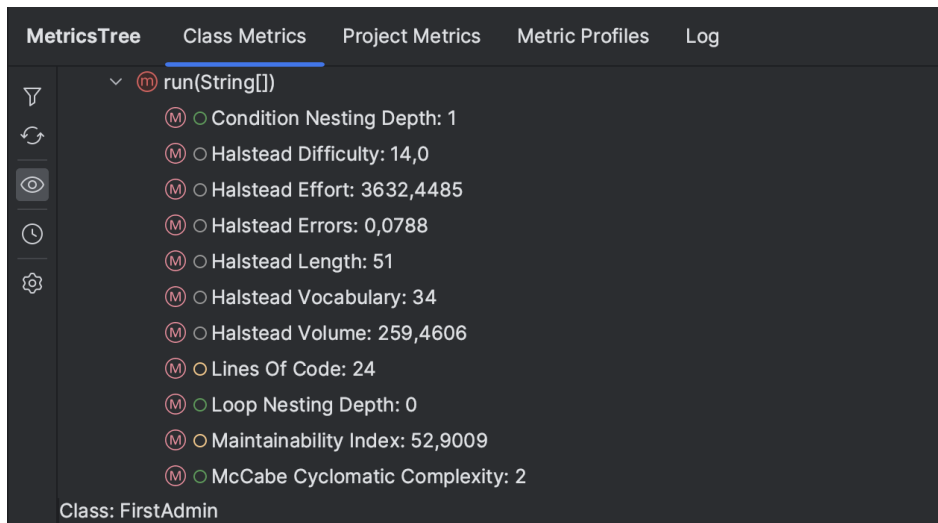 MetricsTree Class Metrics Project Metrics Metric Profiles Log
m run(String[])
M Condition Nesting Depth: 1
M Halstead Difficulty: 14,0
M Halstead Effort: 3632,4485
M Halstead Errors: 0,0788
M Halstead Length: 51
M Halstead Vocabulary: 34
M Halstead Volume: 259,4606
M Lines Of Code: 24
M Loop Nesting Depth: 0
M Maintainability Index: 52,9009
M McCabe Cyclomatic Complexity: 2
Class: FirstAdmin